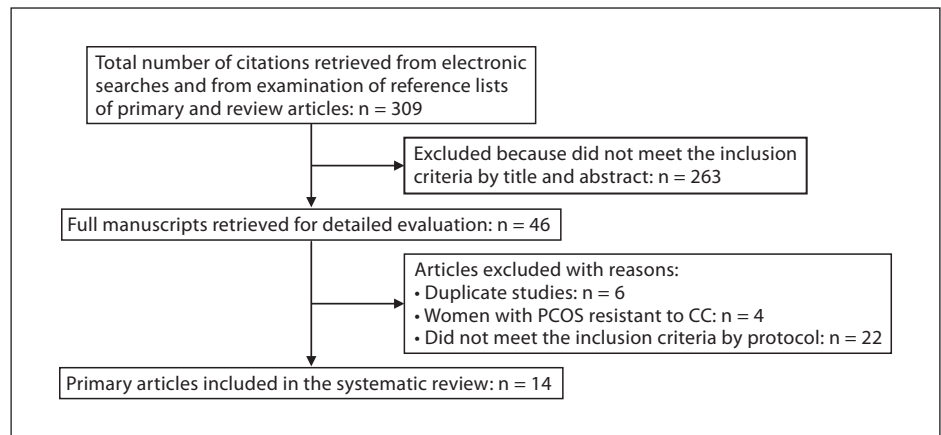 Total number of citations retrieved from electronic
searches and from examination of reference lists
of primary and review articles: n = 309
Excluded because did not meet the inclusion
criteria by title and abstract: n = 263
Full manuscripts retrieved for detailed evaluation: n = 46
Articles excluded with reasons:
• Duplicate studies: n = 6
• Women with PCOS resistant to CC: n = 4
• Did not meet the inclusion criteria by protocol: n = 22
Primary articles included in the systematic review: n = 14